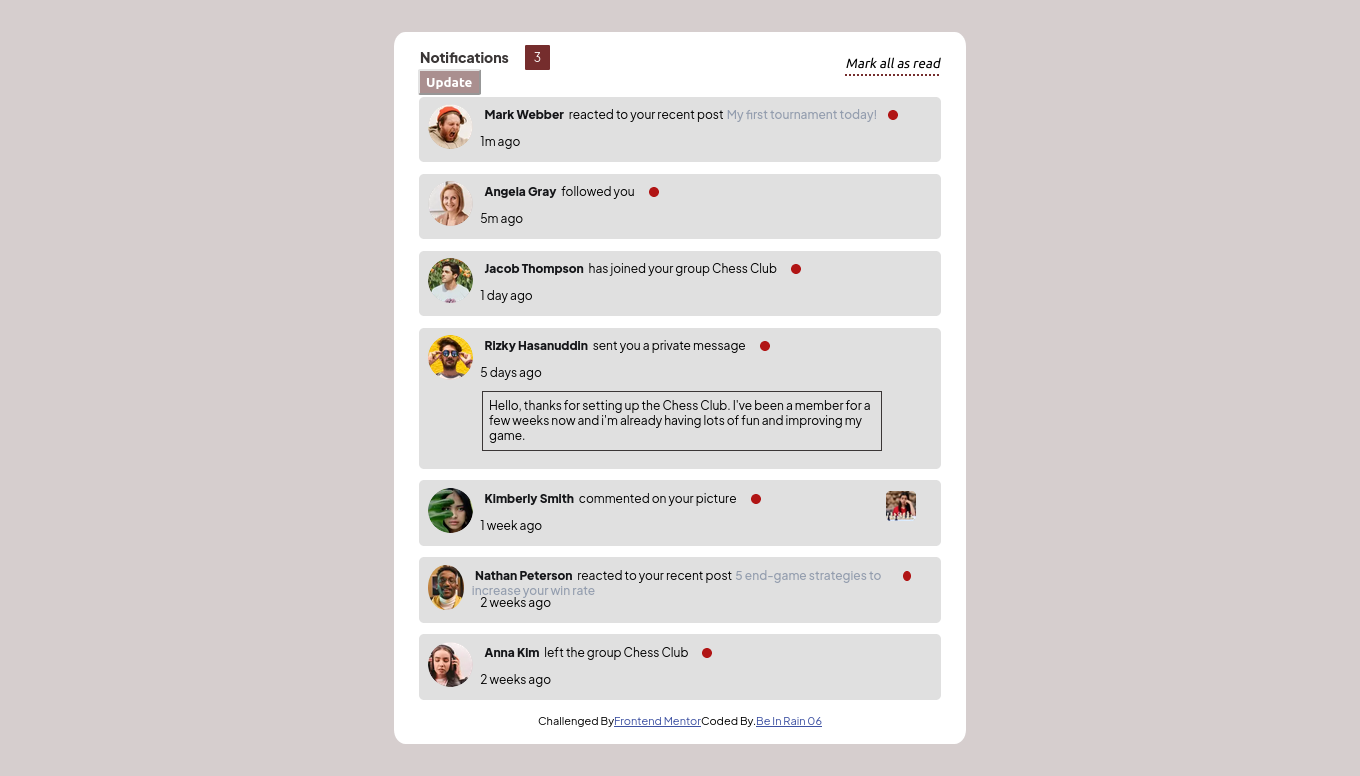 Notifications 3
Mark all as read
Update
Mark Webber reacted to your recent post My first tournament today!
1m ago
Angela Gray followed you
5m ago
Jacob Thompson has joined your group Chess Club
1 day ago
Rizky Hasanuddin sent you a private message
5 days ago
Hello, thanks for setting up the Chess Club. I've been a member for a
few weeks now and i'm already having lots of fun and improving my
game.
Kimberly Smith commented on your picture
1 week ago
Nathan Peterson reacted to your recent post 5 end-game strategies to
increase your win rate
2 weeks ago
Anna Kim left the group Chess Club
2 weeks ago
Challenged By Frontend Mentor Coded By. Be In Rain 06